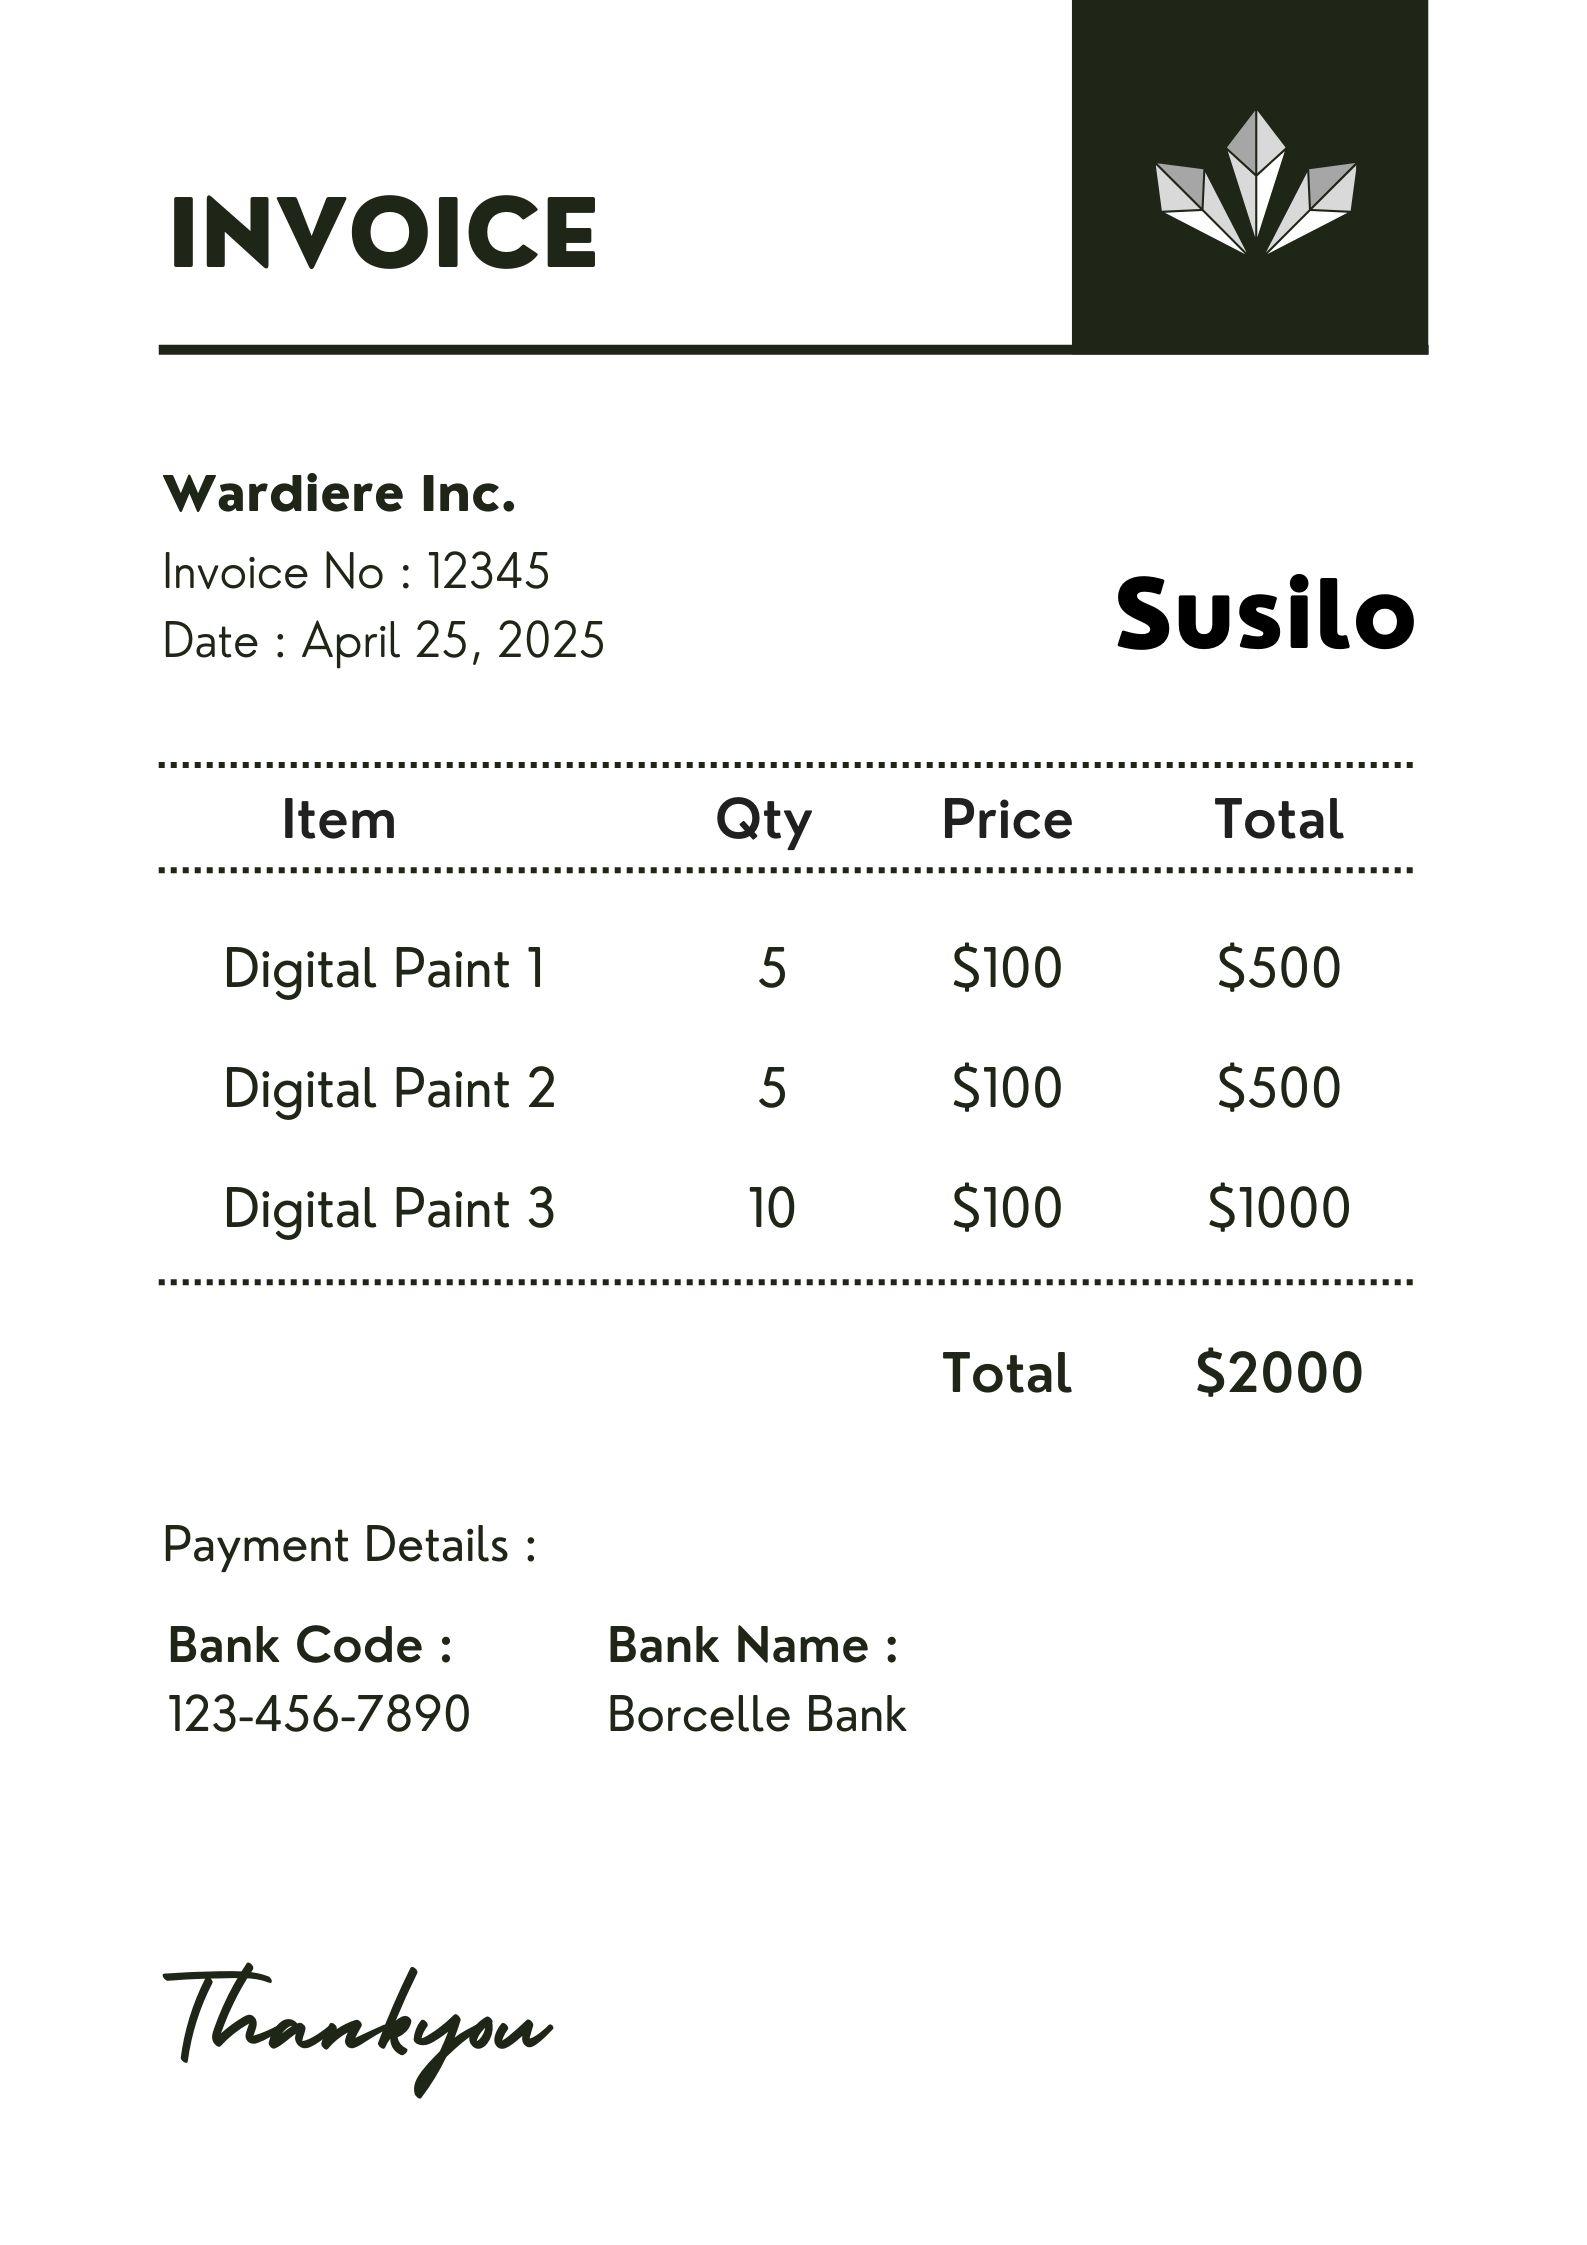 INVOICE
Wardiere Inc.
Invoice No : 12345
Date : April 25, 2025
Susilo
Item Qty Price Total
Digital Paint 1 5 $100 $500
Digital Paint 2 5 $100 $500
Digital Paint 3 10 $100 $1000
Total $2000
Payment Details :
Bank Code : Bank Name :
123-456-7890 Borcelle Bank
Thankyou